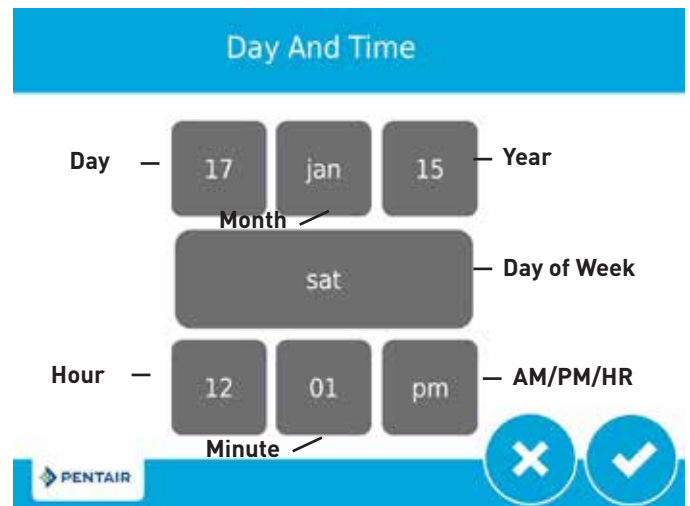 Day And Time
Day 17 jan 15 Year
Month
sat Day of Week
Hour 12 01 pm AM/PM/HR
Minute
PENTAIR